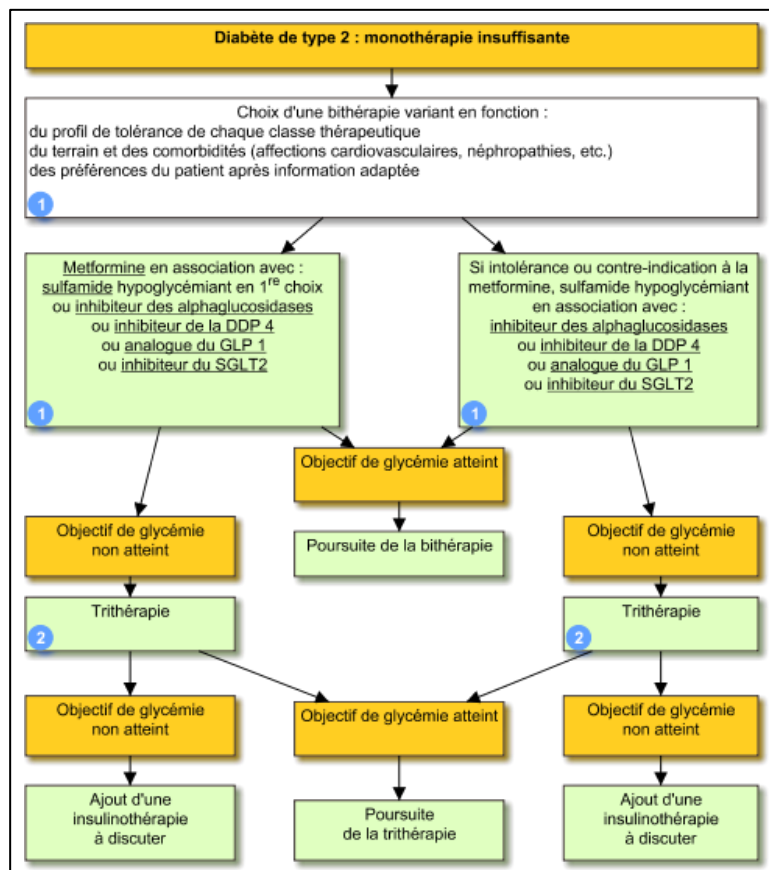 Diabète de type 2 : monothérapie insuffisante
Choix d'une bithérapie variant en fonction :
du profil de tolérance de chaque classe thérapeutique
du terrain et des comorbidités (affections cardiovasculaires, néphropathies, etc.)
des préférences du patient après information adaptée
1
Metformine en association avec :
sulfamide hypoglycémiant en 1re choix
ou inhibiteur des alphaglucosidases
ou inhibiteur de la DDP 4
ou analogue du GLP 1
ou inhibiteur du SGLT2
1
Si intolérance ou contre-indication à la
metformine, sulfamide hypoglycémiant
en association avec :
inhibiteur des alphaglucosidases
ou inhibiteur de la DDP 4
ou analogue du GLP 1
ou inhibiteur du SGLT2
1
Objectif de glycémie atteint
Poursuite de la bithérapie
Objectif de glycémie
non atteint
Objectif de glycémie
non atteint
Trithérapie
2
Trithérapie
2
Objectif de glycémie
non atteint
Objectif de glycémie atteint
Objectif de glycémie
non atteint
Ajout d'une
insulinothérapie
à discuter
Poursuite
de la trithérapie
Ajout d'une
insulinothérapie
à discuter